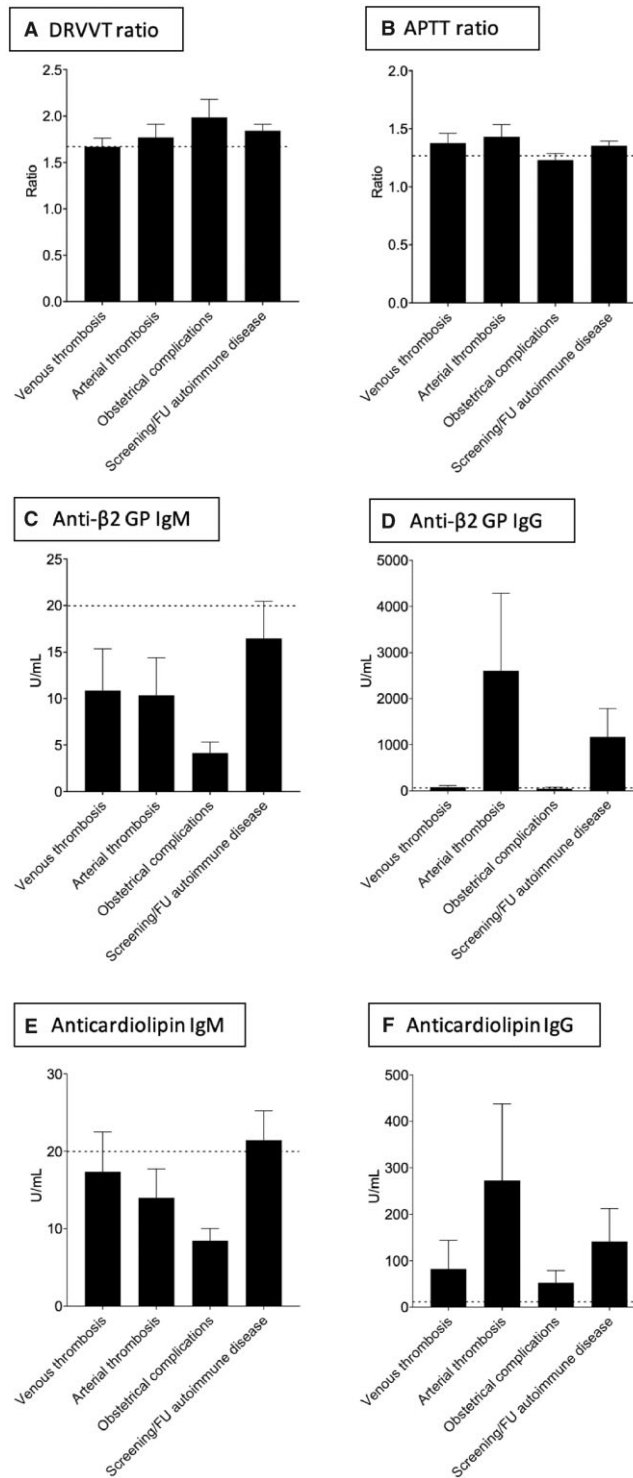 A DRVVT ratio
2.5
2.0
1.5
1.0
0.5
0.0
Ratio
Venous thrombosis
Arterial thrombosis
Obstetrical complications
Screening/FU autoimmune disease
B APTT ratio
2.0
1.5
1.0
0.5
0.0
Ratio
Venous thrombosis
Arterial thrombosis
Obstetrical complications
Screening/FU autoimmune disease
C Anti-β2 GP IgM
25
20
15
10
5
0
U/mL
Venous thrombosis
Arterial thrombosis
Obstetrical complications
Screening/FU autoimmune disease
D Anti-β2 GP IgG
5000
4000
3000
2000
1000
0
U/mL
Venous thrombosis
Arterial thrombosis
Obstetrical complications
Screening/FU autoimmune disease
E Anticardiolipin IgM
30
20
10
0
U/mL
Venous thrombosis
Arterial thrombosis
Obstetrical complications
Screening/FU autoimmune disease
F Anticardiolipin IgG
500
400
300
200
100
0
U/mL
Venous thrombosis
Arterial thrombosis
Obstetrical complications
Screening/FU autoimmune disease